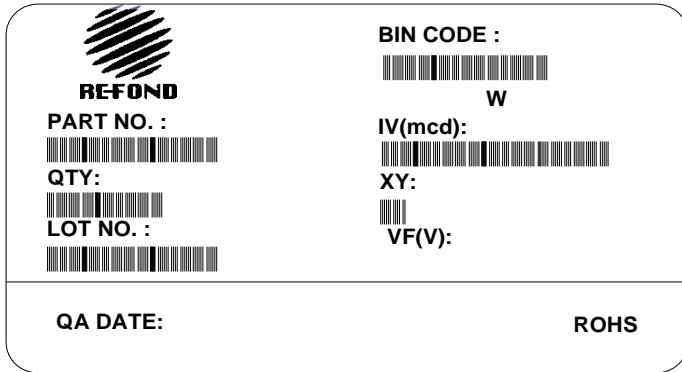 REFOND
PART NO. :
QTY:
LOT NO. :
BIN CODE :
W
IV(mcd):
XY:
VF(V):
QA DATE:
ROHS